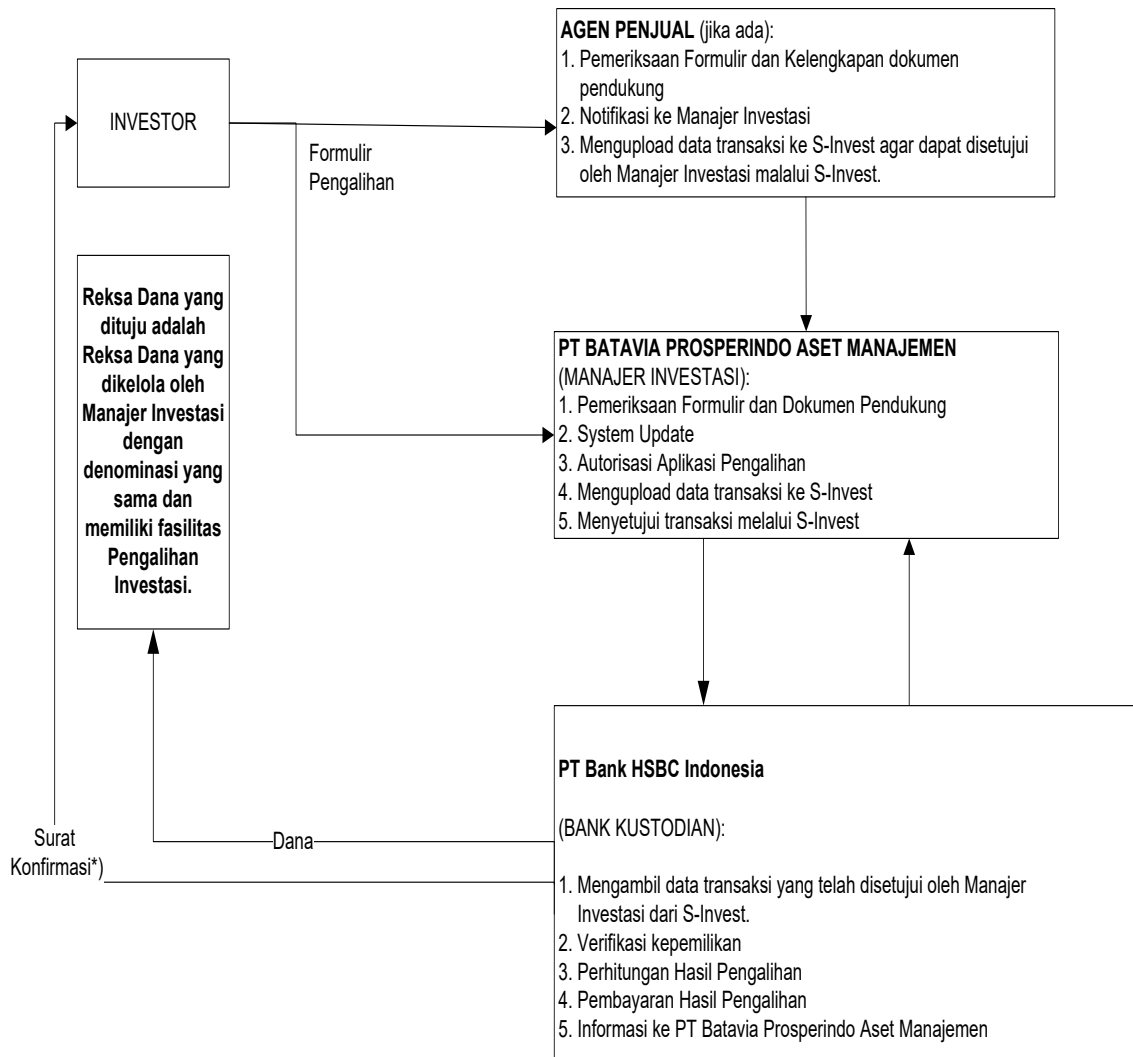 AGEN PENJUAL (jika ada):
1. Pemeriksaan Formulir dan Kelengkapan dokumen
pendukung
2. Notifikasi ke Manajer Investasi
3. Mengupload data transaksi ke S-Invest agar dapat disetujui
oleh Manajer Investasi malalui S-Invest.
INVESTOR
Formulir
Pengalihan
Reksa Dana yang
dituju adalah
Reksa Dana yang
dikelola oleh
Manajer Investasi
dengan
denominasi yang
sama dan
memiliki fasilitas
Pengalihan
Investasi.
PT BATAVIA PROSPERINDO ASET MANAJEMEN
(MANAJER INVESTASI):
1. Pemeriksaan Formulir dan Dokumen Pendukung
2. System Update
3. Autorisasi Aplikasi Pengalihan
4. Mengupload data transaksi ke S-Invest
5. Menyetujui transaksi melalui S-Invest
Surat
Konfirmasi*)
Dana
PT Bank HSBC Indonesia
(BANK KUSTODIAN):
1. Mengambil data transaksi yang telah disetujui oleh Manajer
Investasi dari S-Invest.
2. Verifikasi kepemilikan
3. Perhitungan Hasil Pengalihan
4. Pembayaran Hasil Pengalihan
5. Informasi ke PT Batavia Prosperindo Aset Manajemen